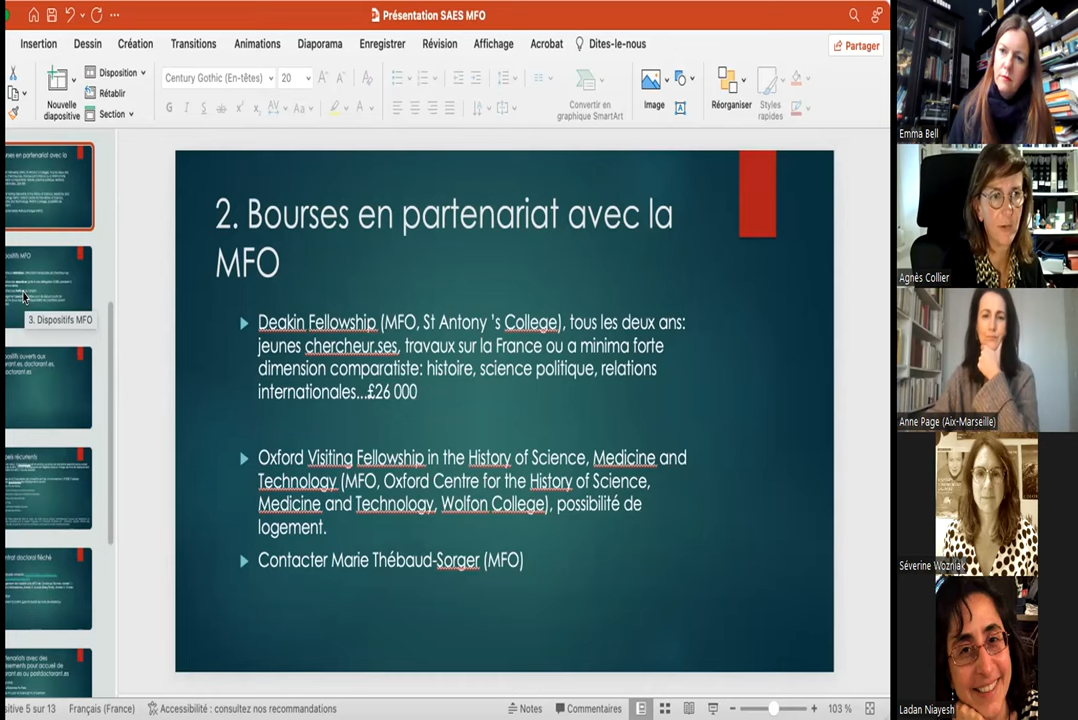 Présentation SAES MFO
Insertion Dessin Création Transitions Animations Diaporama Enregistrer Révision Affichage Acrobat Dites-le-nous
Partager
Nouvelle diapositive
Disposition
Rétablir
Section
Century Gothic (En-têtes) 20
Convertir en graphique SmartArt
Image
Réorganiser
Styles rapides
3. Dispositifs MFO
2. Bourses en partenariat avec la
MFO
Deakin Fellowship (MFO, St Antony 's College), tous les deux ans:
jeunes chercheur.ses, travaux sur la France ou a minima forte
dimension comparatiste: histoire, science politique, relations
internationales...£26 000
Oxford Visiting Fellowship in the History of Science, Medicine and
Technology (MFO, Oxford Centre for the History of Science,
Medicine and Technology, Wolfon College), possibilité de
logement.
Contacter Marie Thébaud-Sorger (MFO)
sitive 5 sur 13 Français (France) Accessibilité : consultez nos recommandations Notes Commentaires 103 %
Emma Bell
Agnès Collier
Anne Page (Aix-Marseille)
Séverine Wozniak
Ladan Niayesh